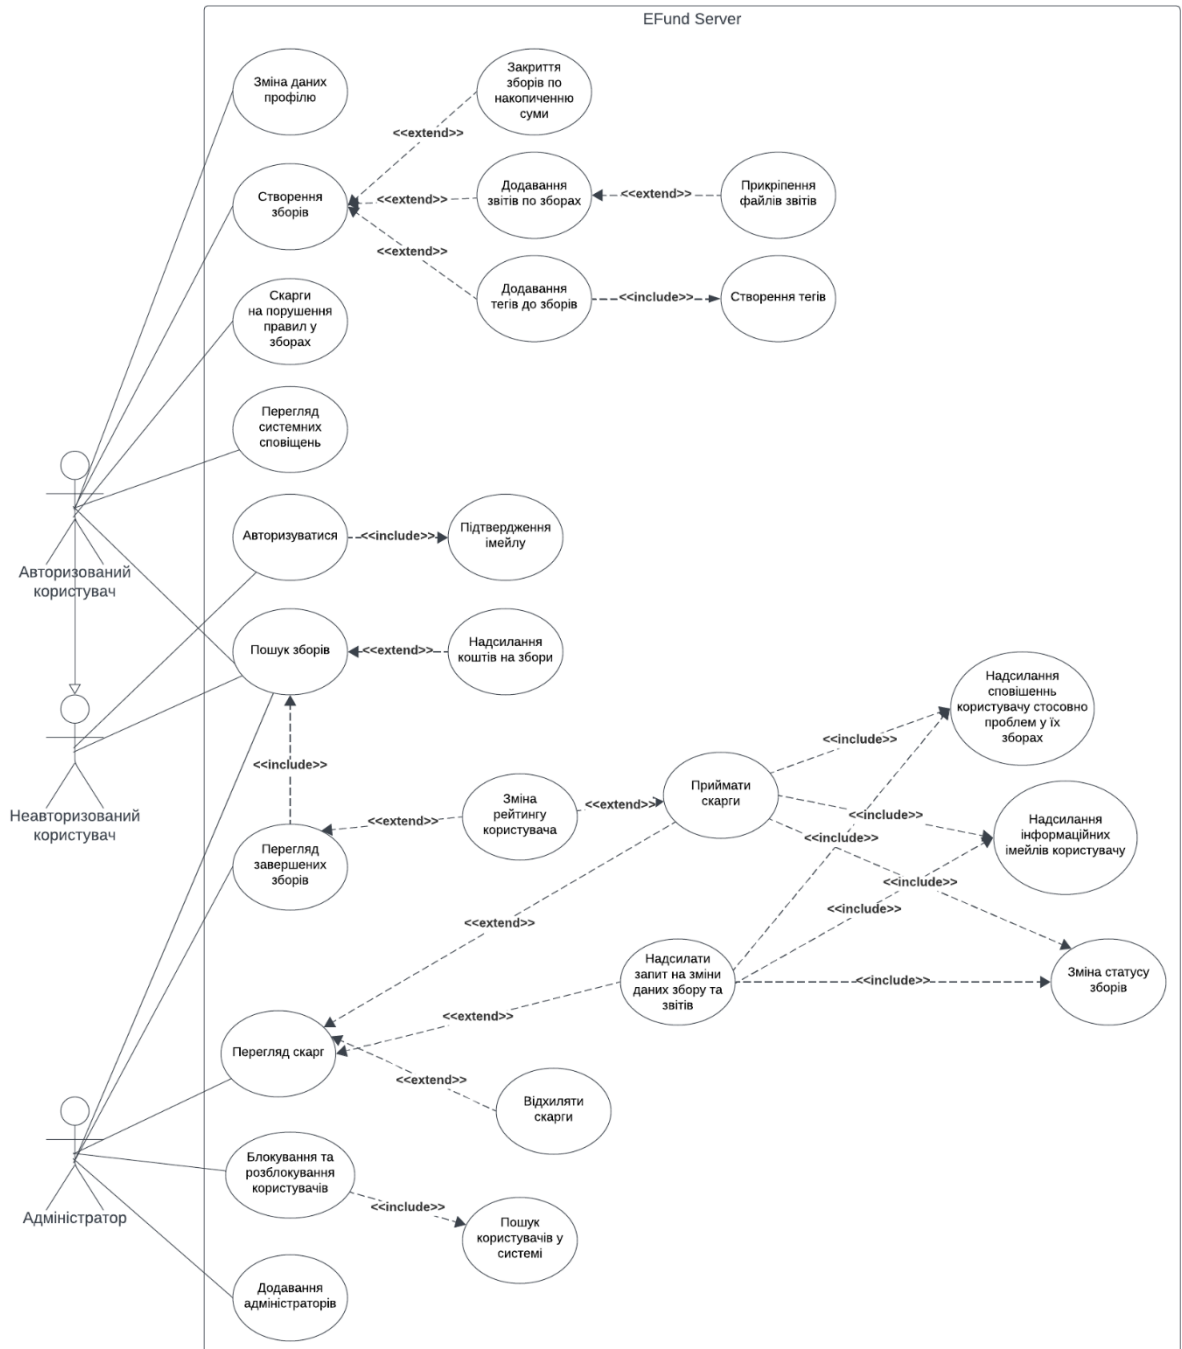 EFund Server
Зміна даних
профілю
Закриття
зборів по
накопиченню
суми
<<extend>>
Створення
зборів
<<extend>>
Додавання
звітів по зборах
<<extend>>
Прикріпення
файлів звітів
<<extend>>
Додавання
тегів до зборів
<<include>>
Створення тегів
Скарги
на порушення
правил у
зборах
Перегляд
системних
сповіщень
Авторизований
користувач
Авторизуватися
<<include>>
Підтвердження
імейлу
Пошук зборів
<<extend>>
Надсилання
коштів на збори
Неавторизований
користувач
<<include>>
Перегляд
завершених
зборів
<<extend>>
Зміна
рейтингу
користувача
<<extend>>
Приймати
скарги
<<include>>
Надсилання
сповішеннь
користувачу стосовно
проблем у їх
зборах
<<include>>
<<include>>
Надсилання
інформаційних
імейлів користувачу
<<include>>
<<include>>
<<extend>>
Надсилати
запит на зміни
даних збору та
звітів
<<include>>
Зміна статусу
зборів
<<extend>>
Перегляд скарг
<<extend>>
Відхиляти
скарги
Адміністратор
Блокування та
розблокування
користувачів
<<include>>
Пошук
користувачів у
системі
Додавання
адміністраторів